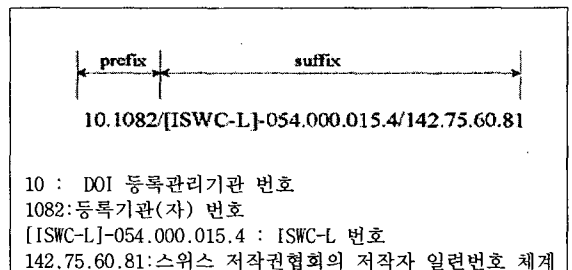 prefix suffix
10.1082/[ISWC-L]-054.000.015.4/142.75.60.81
10 : DOI 등록관리기관 번호
1082:등록기관(자) 번호
[ISWC-L]-054.000.015.4 : ISWC-L 번호
142.75.60.81:스위스 저작권협회의 저작자 일련번호 체계